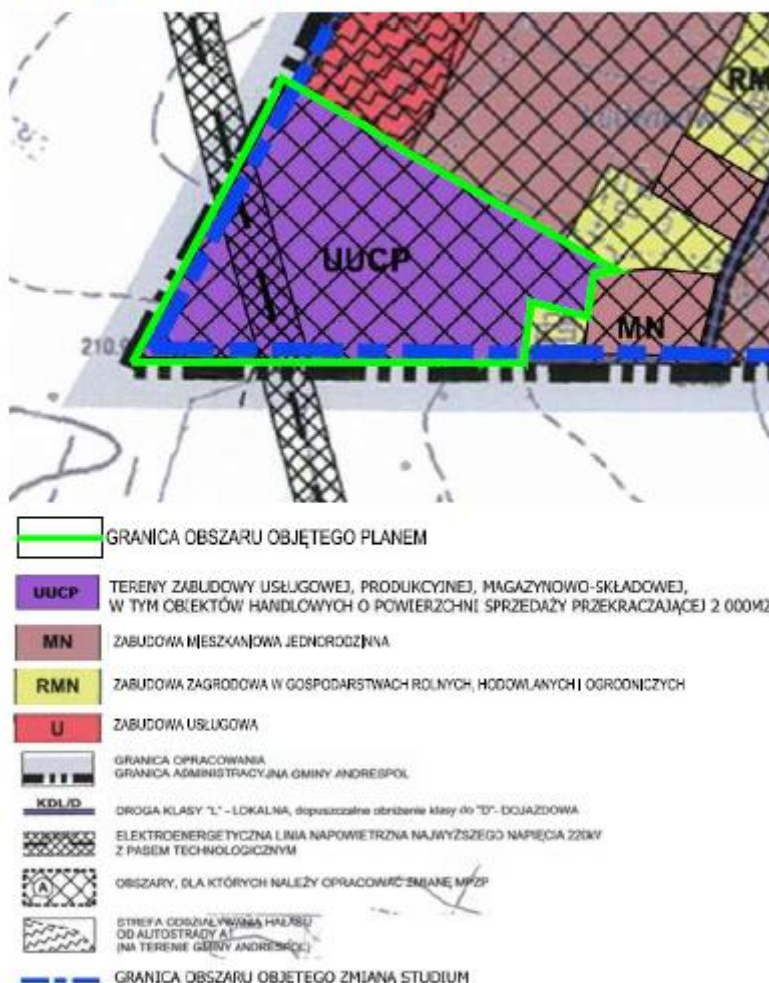 RM
UUCP
210.9
MN
GRANICA OBSZARU OBJĘTEGO PLANEM
UUCP TERENY ZABUDOWY USŁUGOWEJ, PRODUKCYJNEJ, MAGAZYNOWO-SKŁADOWEJ,
W TYM OBIEKTÓW HANDLOWYCH O POWIERZCHNI SPRZEDAŻY PRZEKRACZAJĄCEJ 2 000M2
MN ZABUDOWA MIESZKANIOWA JEDNORODZINNA
RMN ZABUDOWA ZAGRODOWA W GOSPODARSTWACH ROLNYCH, HODOWLANYCH I OGRODNICZYCH
U ZABUDOWA USŁUGOWA
GRANICA OPRACOWANIA
GRANICA ADMINISTRACYJNA GMINY ANDRESPOL
KDL/D DROGA KLASY "L" - LOKALNA, dopuszczalne obniżenie klasy do "D"- DOJAZDOWA
ELEKTROENERGETYCZNA LINIA NAPOWIETRZNA NAJWYŻSZEGO NAPIĘCIA 220kV
Z PASEM TECHNOLOGICZNYM
A OBSZARY, DLA KTÓRYCH NALEŻY OPRACOWAĆ ZMIANĘ MPZP
STREFA ODDZIAŁYWANIA HAŁASU
OD AUTOSTRADY A1
(NA TERENIE GMINY ANDRESPOL)
GRANICA OBSZARU OBJĘTEGO ZMIANĄ STUDIUM